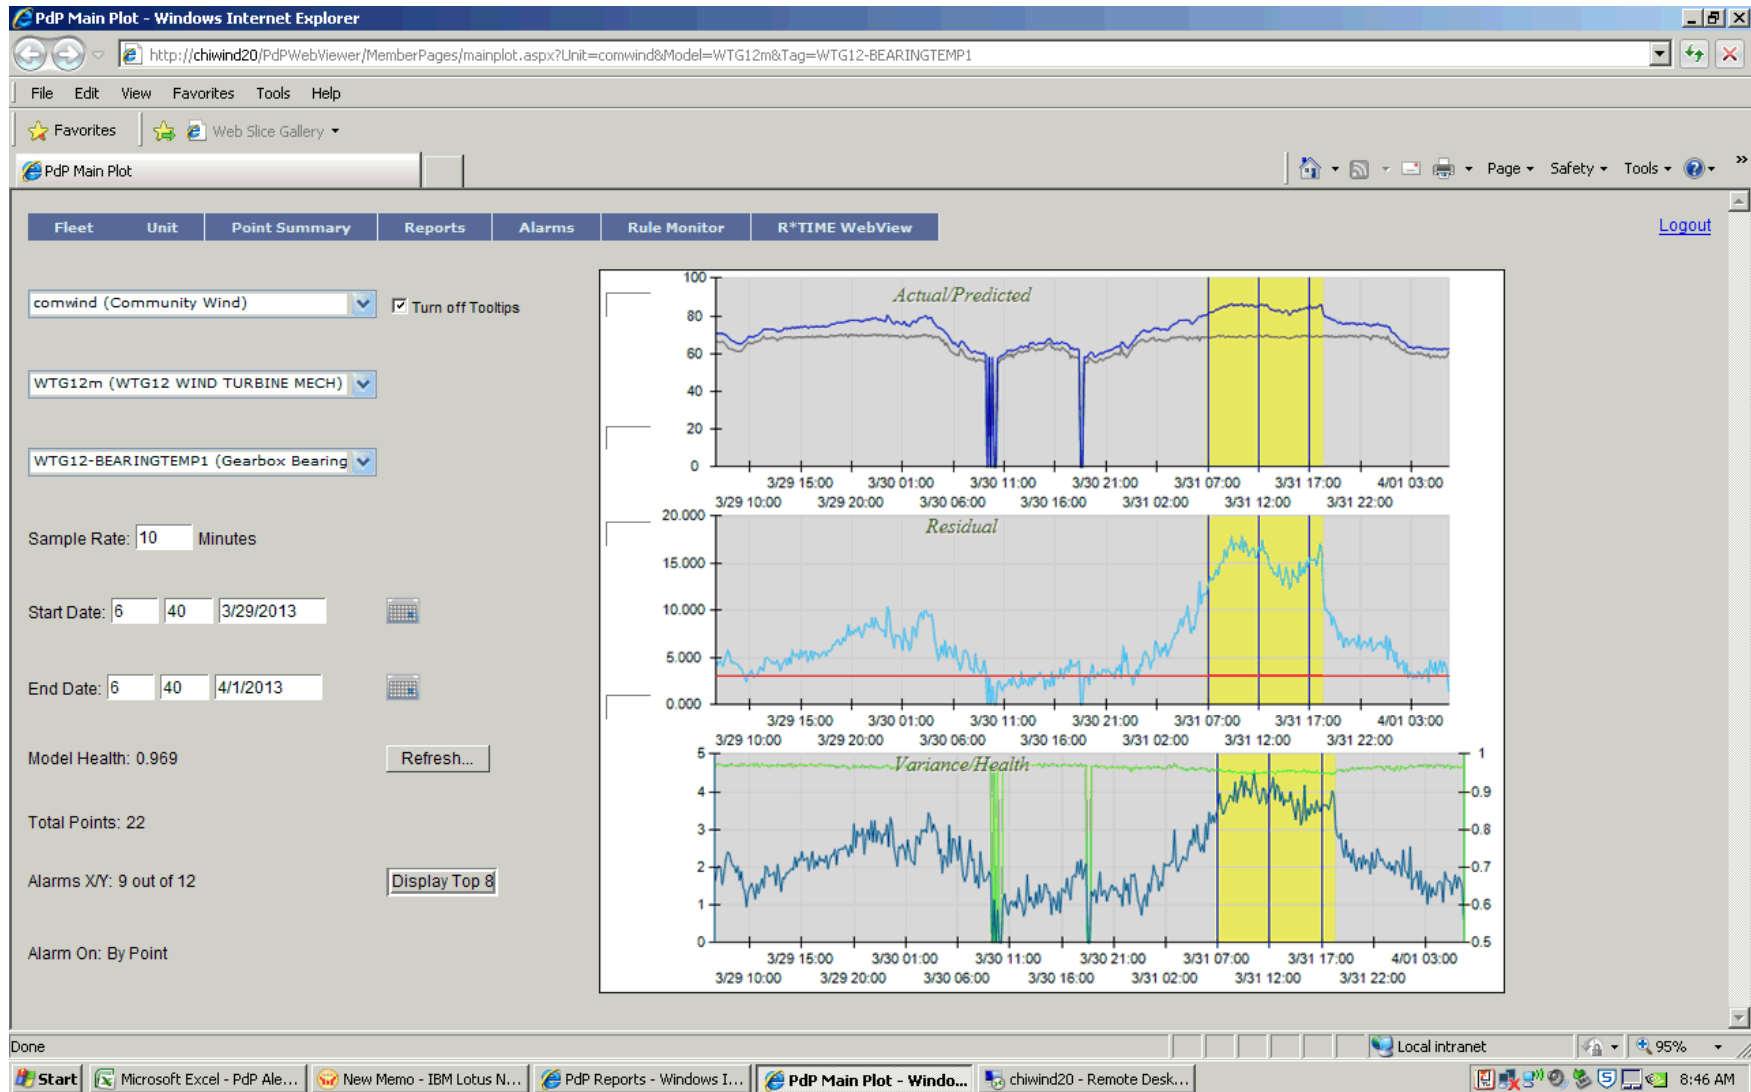 PdP Main Plot - Windows Internet Explorer
http://chiwind20/PdPWebViewer/MemberPages/mainplot.aspx?Unit=comwind&Model=WTG12m&Tag=WTG12-BEARINGTEMP1
File Edit View Favorites Tools Help
Favorites Web Slice Gallery
PdP Main Plot Page Safety Tools »
Fleet Unit Point Summary Reports Alarms Rule Monitor R*TIME WebView Logout
comwind (Community Wind) Turn off Tooltips
WTG12m (WTG12 WIND TURBINE MECH)
WTG12-BEARINGTEMP1 (Gearbox Bearing
Sample Rate: 10 Minutes
Start Date: 6 40 3/29/2013
End Date: 6 40 4/1/2013
Model Health: 0.969 Refresh...
Total Points: 22
Alarms X/Y: 9 out of 12 Display Top 8
Alarm On: By Point
Actual/Predicted
100
80
60
40
20
0
3/29 15:00 3/30 01:00 3/30 11:00 3/30 21:00 3/31 07:00 3/31 17:00 4/01 03:00
3/29 10:00 3/29 20:00 3/30 06:00 3/30 16:00 3/31 02:00 3/31 12:00 3/31 22:00
Residual
20.000
15.000
10.000
5.000
0.000
3/29 15:00 3/30 01:00 3/30 11:00 3/30 21:00 3/31 07:00 3/31 17:00 4/01 03:00
3/29 10:00 3/29 20:00 3/30 06:00 3/30 16:00 3/31 02:00 3/31 12:00 3/31 22:00
Variance/Health
5 1
4 0.9
3 0.8
2 0.7
1 0.6
0 0.5
3/29 15:00 3/30 01:00 3/30 11:00 3/30 21:00 3/31 07:00 3/31 17:00 4/01 03:00
3/29 10:00 3/29 20:00 3/30 06:00 3/30 16:00 3/31 02:00 3/31 12:00 3/31 22:00
Done Local intranet 95%
Start Microsoft Excel - PdP Ale... New Memo - IBM Lotus N... PdP Reports - Windows I... PdP Main Plot - Windo... chiwind20 - Remote Desk... 8:46 AM